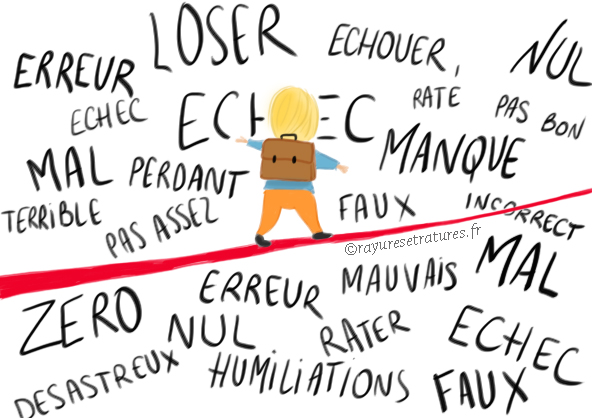 LOSER
ECHOUER,
NUL
ERREUR
ECHEC
ECHEC
RATE
PAS BON
MAL
PERDANT
MANQUE
TERRIBLE
PAS ASSEZ
FAUX
INCORRECT
©rayuresetratures.fr
ZERO
ERREUR
MAUVAIS
MAL
NUL
RATER
ECHEC
DESASTREUX
HUMILIATIONS
FAUX